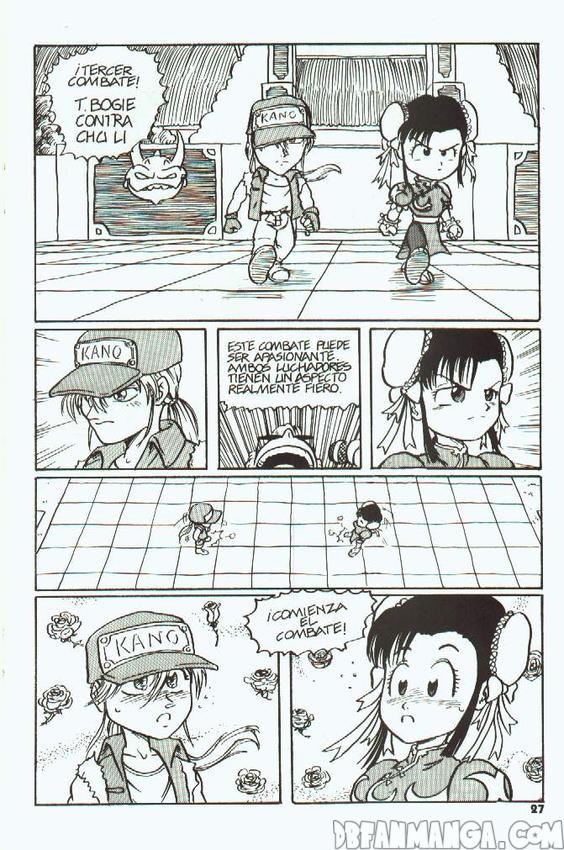 ¡TERCER
COMBATE!
T. BOGIE
CONTRA
CHU LI
KANO
KANO
ESTE COMBATE PUEDE
SER APASIONANTE.
AMBOS LUCHADORES
TIENEN UN ASPECTO
REALMENTE FIERO.
KANO
¡COMIENZA
EL
COMBATE!
27
DBFANMANGA.COM